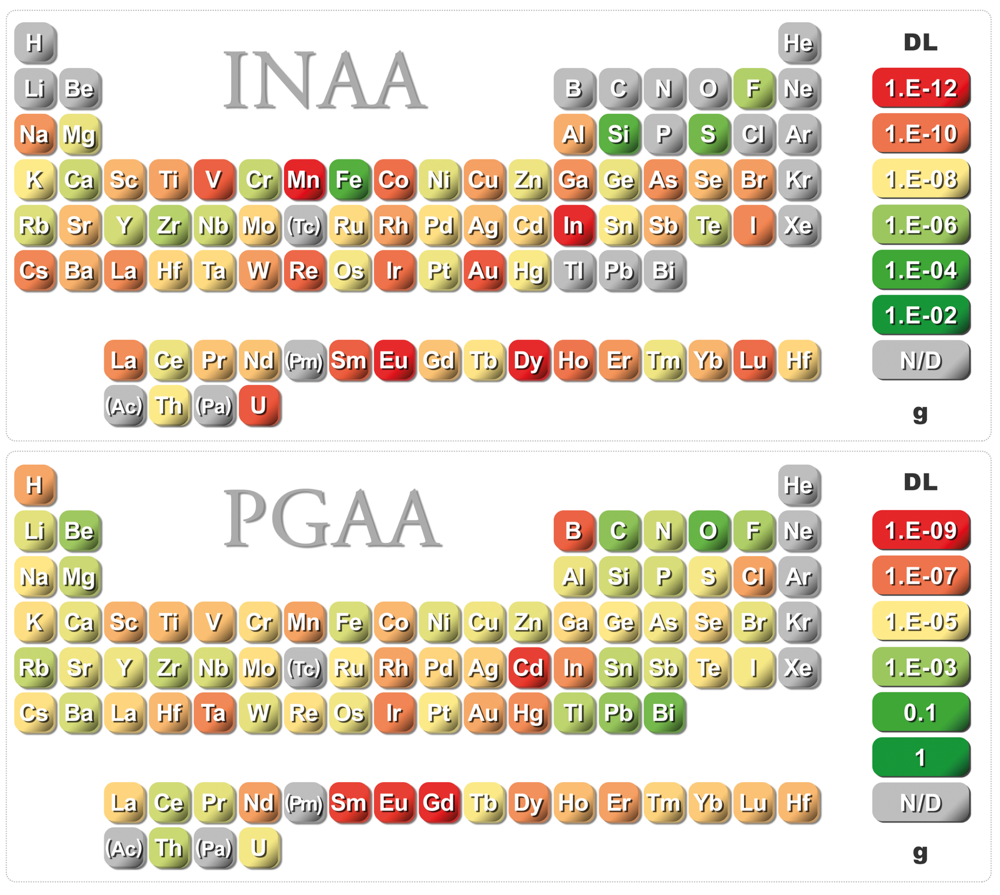 H He DL
INAA
Li Be B C N O F Ne 1.E-12
Na Mg Al Si P S Cl Ar 1.E-10
K Ca Sc Ti V Cr Mn Fe Co Ni Cu Zn Ga Ge As Se Br Kr 1.E-08
Rb Sr Y Zr Nb Mo (Tc) Ru Rh Pd Ag Cd In Sn Sb Te I Xe 1.E-06
Cs Ba La Hf Ta W Re Os Ir Pt Au Hg Tl Pb Bi 1.E-04
1.E-02
La Ce Pr Nd (Pm) Sm Eu Gd Tb Dy Ho Er Tm Yb Lu Hf N/D
(Ac) Th (Pa) U g
H He DL
PGAA
Li Be B C N O F Ne 1.E-09
Na Mg Al Si P S Cl Ar 1.E-07
K Ca Sc Ti V Cr Mn Fe Co Ni Cu Zn Ga Ge As Se Br Kr 1.E-05
Rb Sr Y Zr Nb Mo (Tc) Ru Rh Pd Ag Cd In Sn Sb Te I Xe 1.E-03
Cs Ba La Hf Ta W Re Os Ir Pt Au Hg Tl Pb Bi 0.1
1
La Ce Pr Nd (Pm) Sm Eu Gd Tb Dy Ho Er Tm Yb Lu Hf N/D
(Ac) Th (Pa) U g